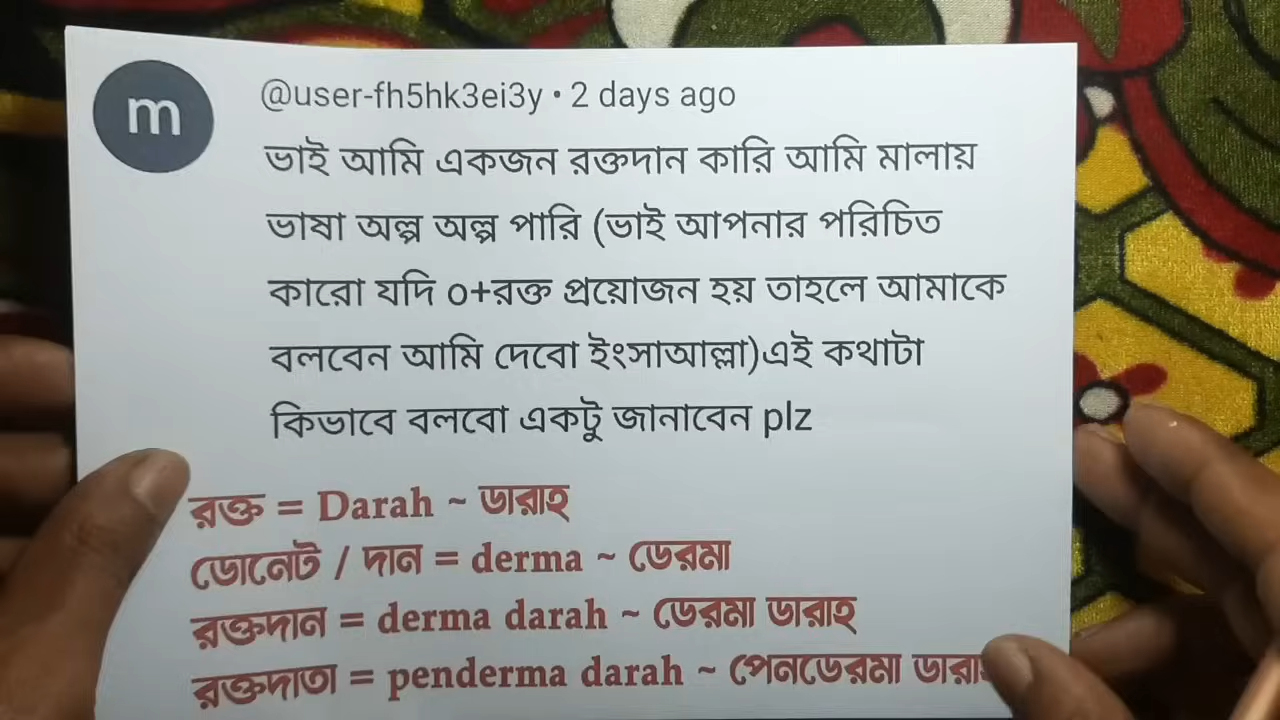 m
@user-fh5hk3ei3y • 2 days ago
ভাই আমি একজন রক্তদান কারি আমি মালায়
ভাষা অল্প অল্প পারি (ভাই আপনার পরিচিত
কারো যদি o+রক্ত প্রয়োজন হয় তাহলে আমাকে
বলবেন আমি দেবো ইংসাআল্লা)এই কথাটা
কিভাবে বলবো একটু জানাবেন plz
রক্ত = Darah ~ ডারাহ
ডোনেট / দান = derma ~ ডেরমা
রক্তদান = derma darah ~ ডেরমা ডারাহ
রক্তদাতা = penderma darah ~ পেনডেরমা